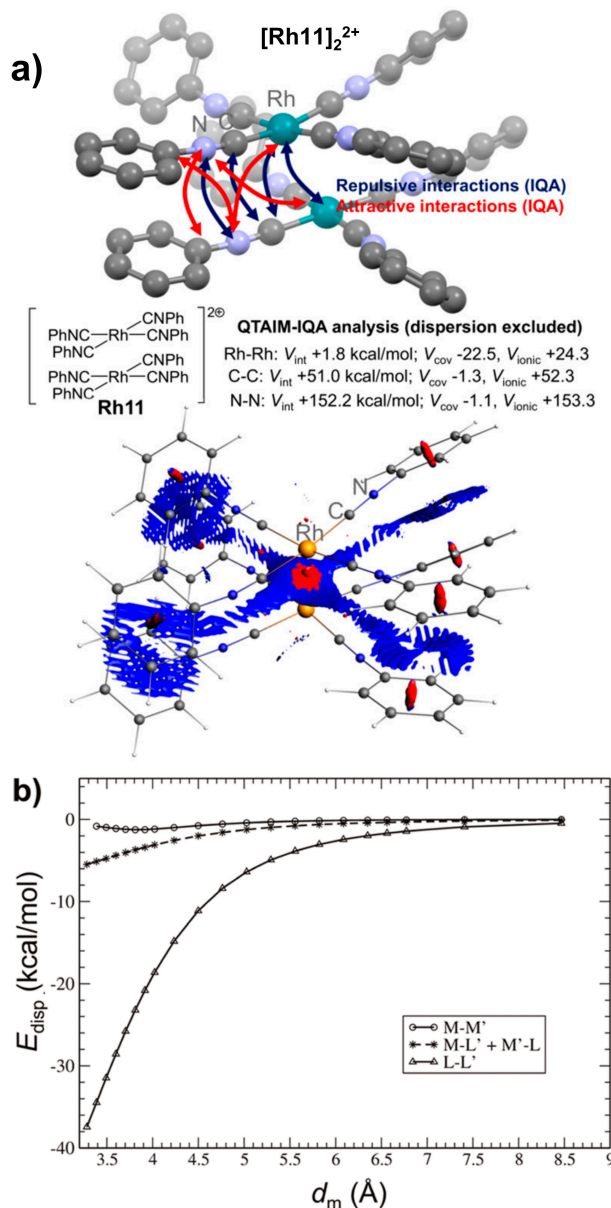 [Rh11]₂²⁺
a)
Rh
N
C
Repulsive interactions (IQA)
Attractive interactions (IQA)
2⊕
CNPh
PhNC—Rh—CNPh
PhNC
CNPh
PhNC—Rh—CNPh
PhNC
Rh11
QTAIM-IQA analysis (dispersion excluded)
Rh-Rh: Vint +1.8 kcal/mol; Vcov -22.5, Vionic +24.3
C-C: Vint +51.0 kcal/mol; Vcov -1.3, Vionic +52.3
N-N: Vint +152.2 kcal/mol; Vcov -1.1, Vionic +153.3
N
C
Rh
b)
0
-10
-20
-30
-40
Edisp (kcal/mol)
M-M'
M-L' + M'-L
L-L'
3.5 4 4.5 5 5.5 6 6.5 7 7.5 8 8.5 9
dm (Å)